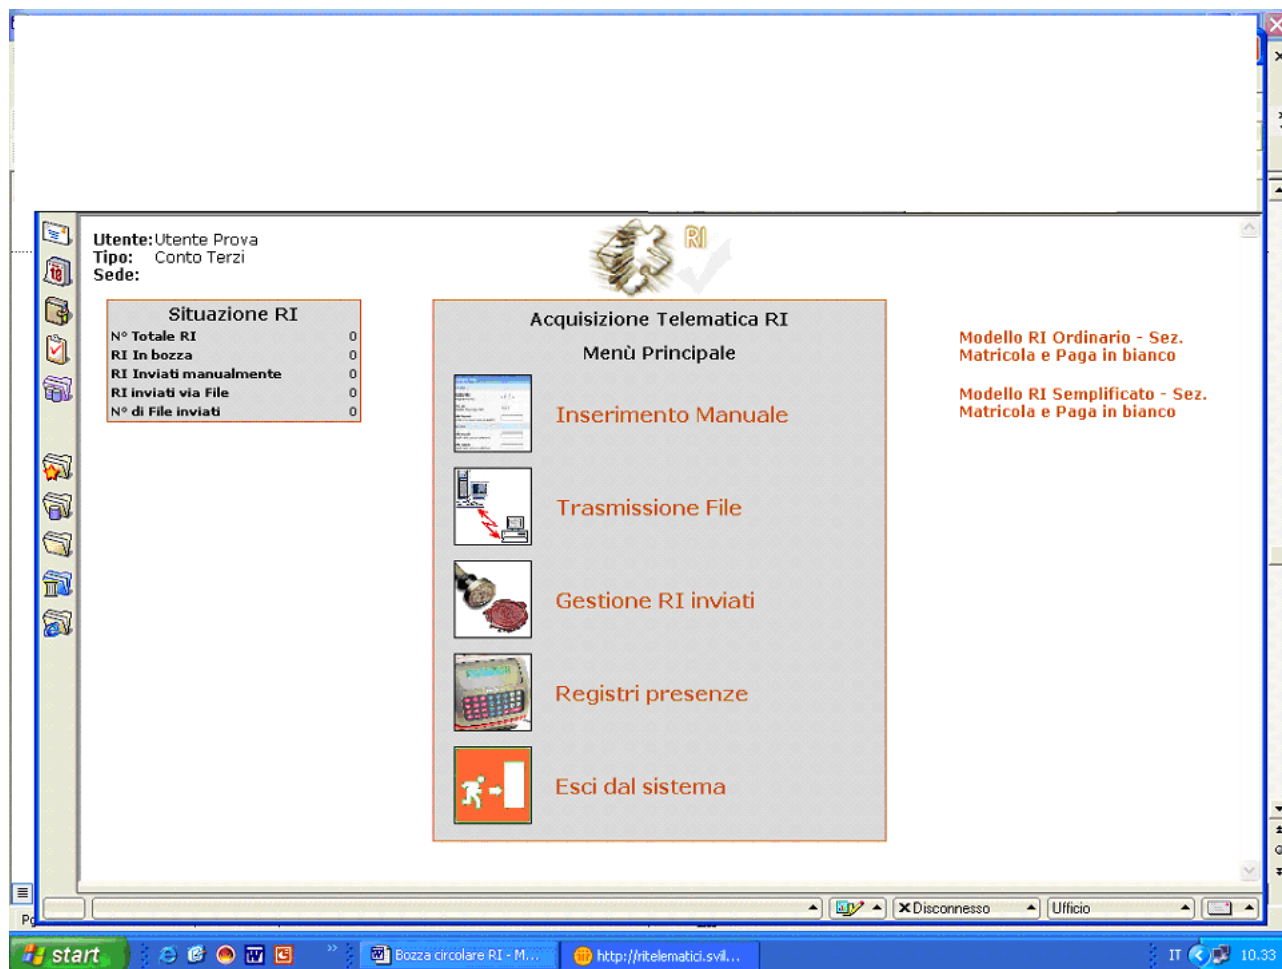 Utente: Utente Prova
Tipo: Conto Terzi
Sede:
RI
Situazione RI
N° Totale RI 0
RI In bozza 0
RI Inviati manualmente 0
RI inviati via File 0
N° di File inviati 0
Acquisizione Telematica RI
Menù Principale
Inserimento Manuale
Trasmissione File
Gestione RI inviati
Registri presenze
Esci dal sistema
Modello RI Ordinario - Sez.
Matricola e Paga in bianco
Modello RI Semplificato - Sez.
Matricola e Paga in bianco
Disconnesso
Ufficio
start
Bozza circolare RI - M...
http://ritelematici.svil...
IT
10.33